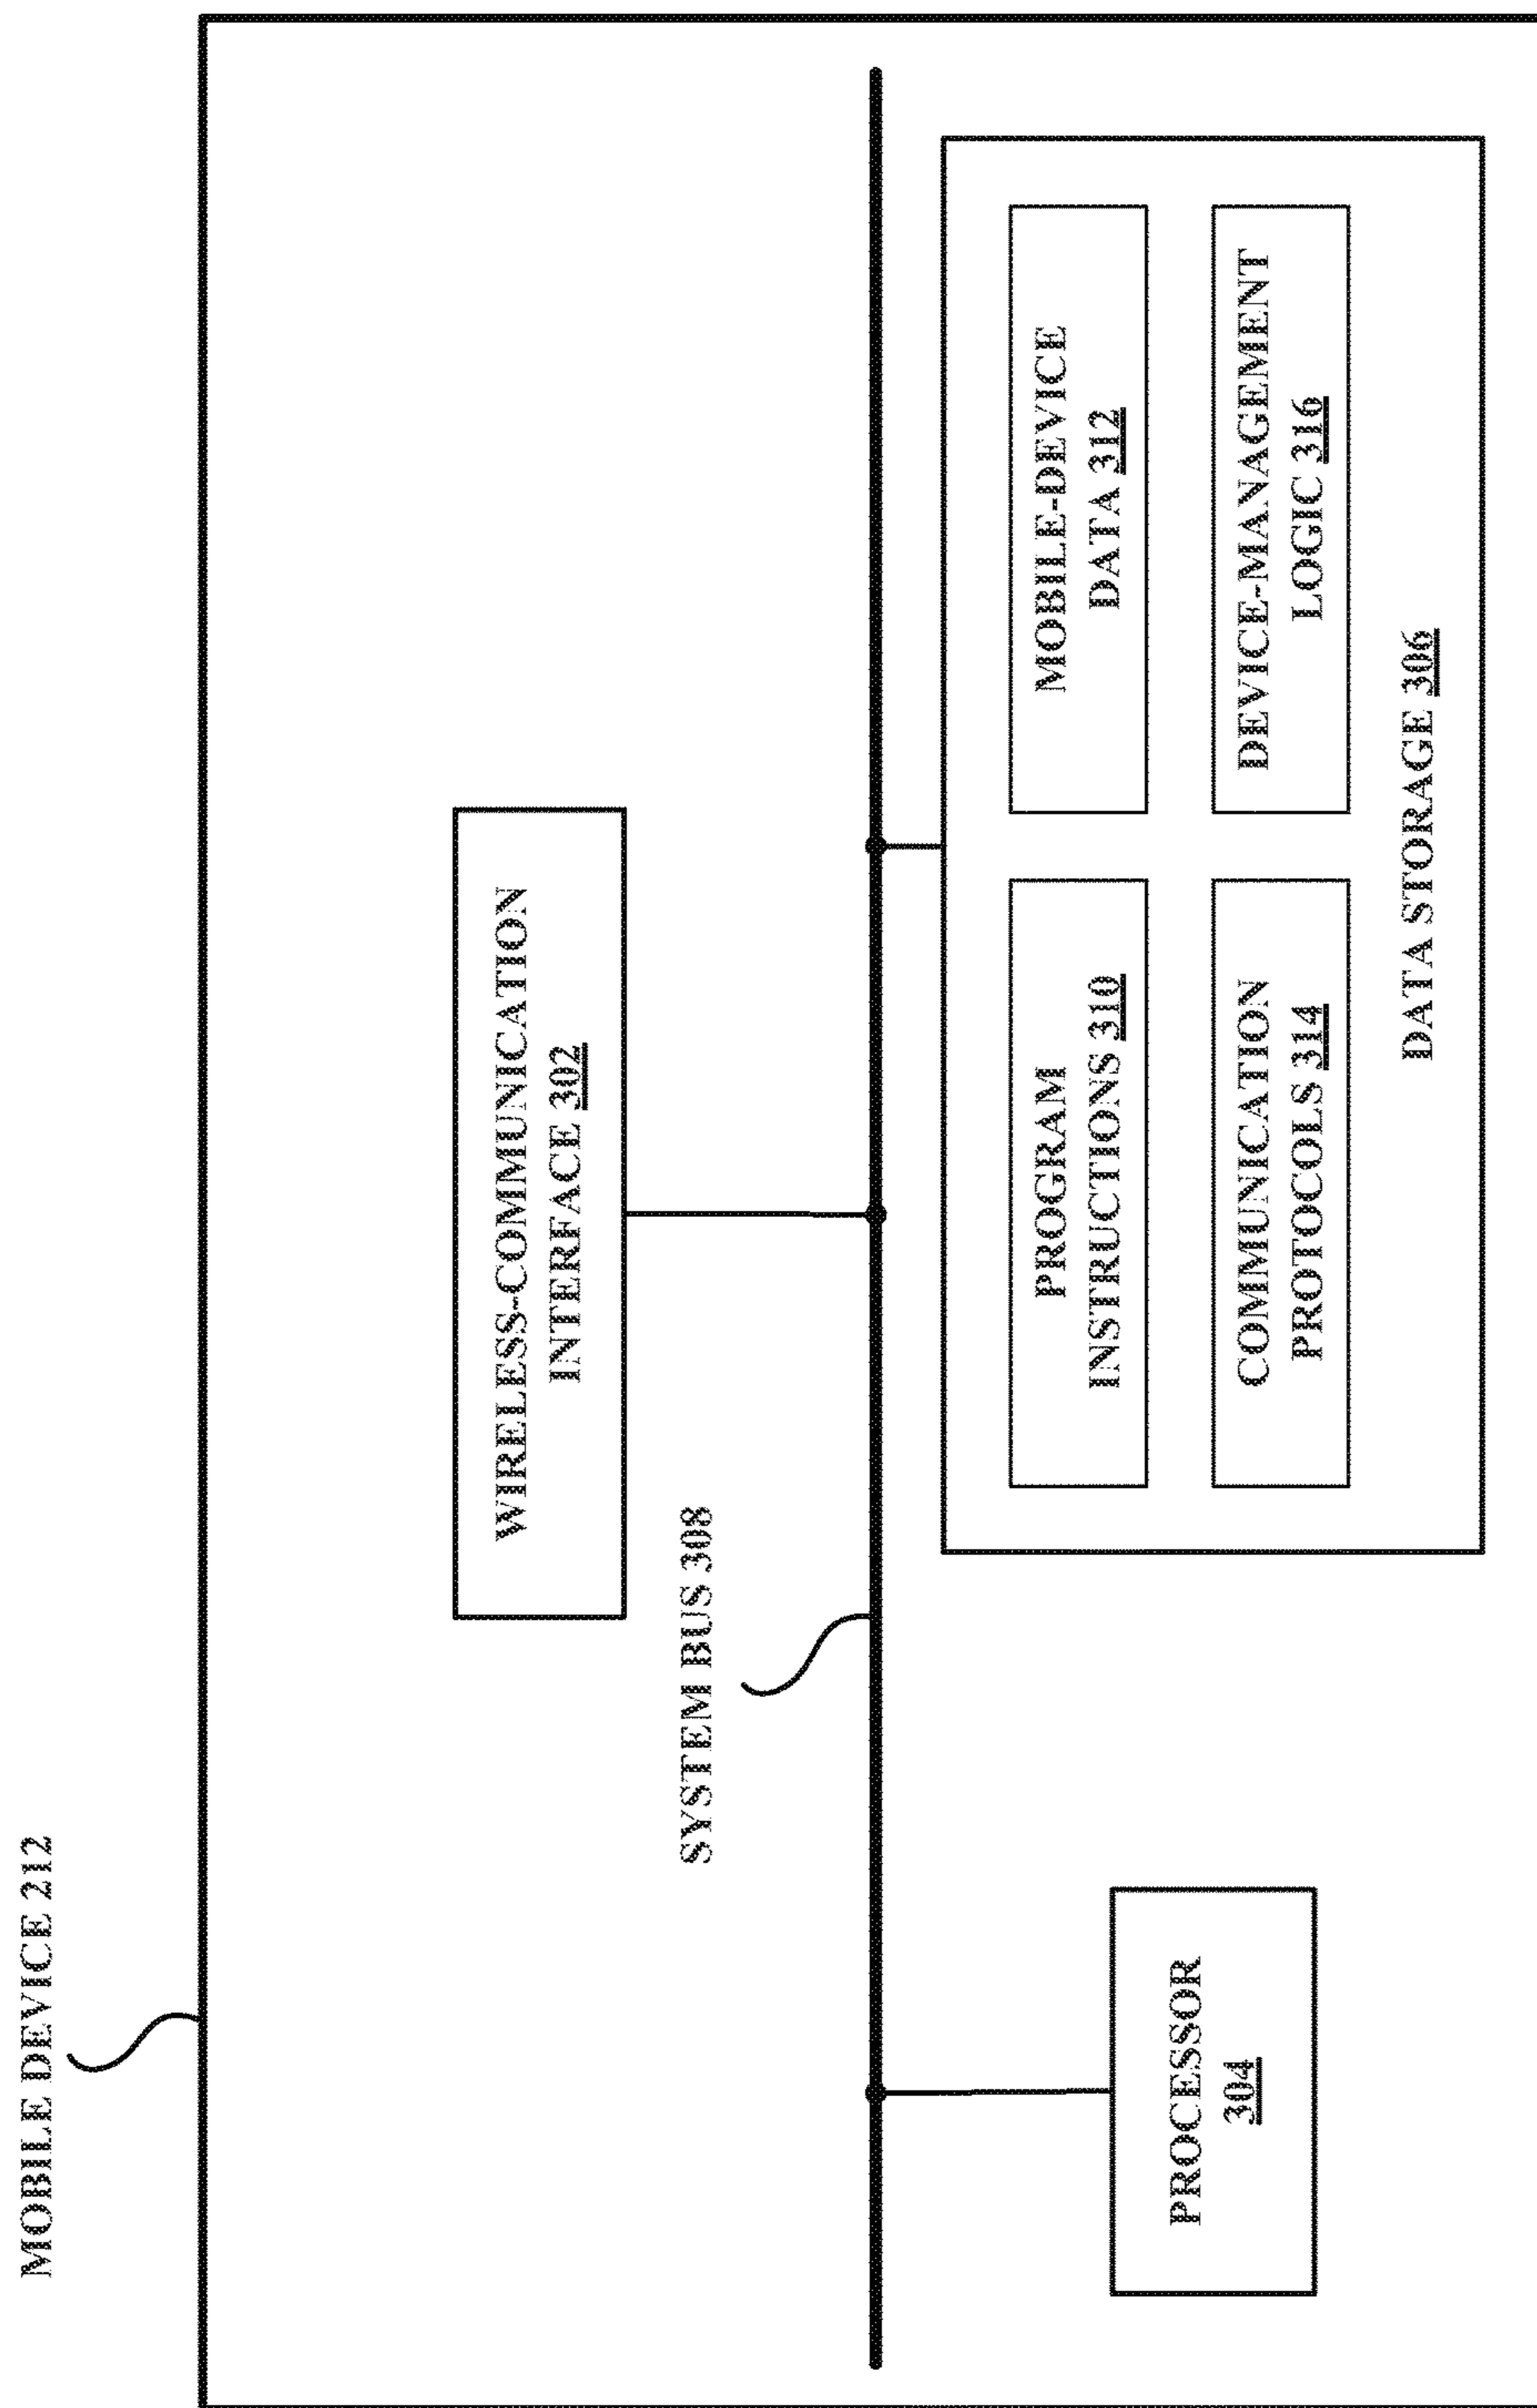 MOBILE DEVICE 212
WIRELESS-COMMUNICATION
INTERFACE 302
SYSTEM BUS 308
PROCESSOR
304
PROGRAM
INSTRUCTIONS 310
MOBILE-DEVICE
DATA 312
COMMUNICATION
PROTOCOLS 314
DEVICE-MANAGEMENT
LOGIC 316
DATA STORAGE 306